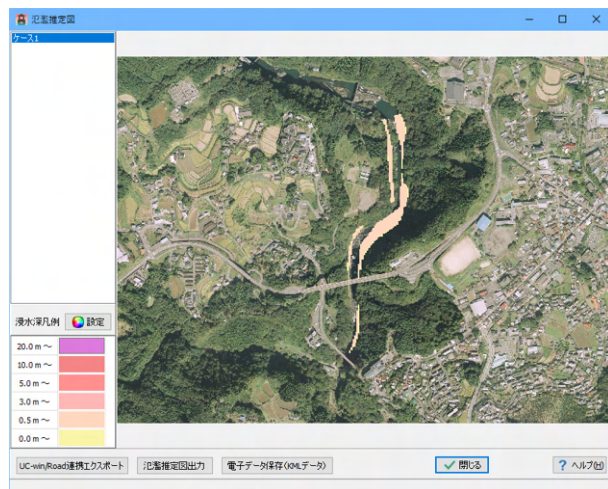 氾濫推定図
ケース1
浸水深凡例
設定
20.0 m ～
10.0 m ～
5.0 m ～
3.0 m ～
0.5 m ～
0.0 m ～
UC-win/Road連携エクスポート
氾濫推定図出力
電子データ保存(KMLデータ)
閉じる
? ヘルプ(H)